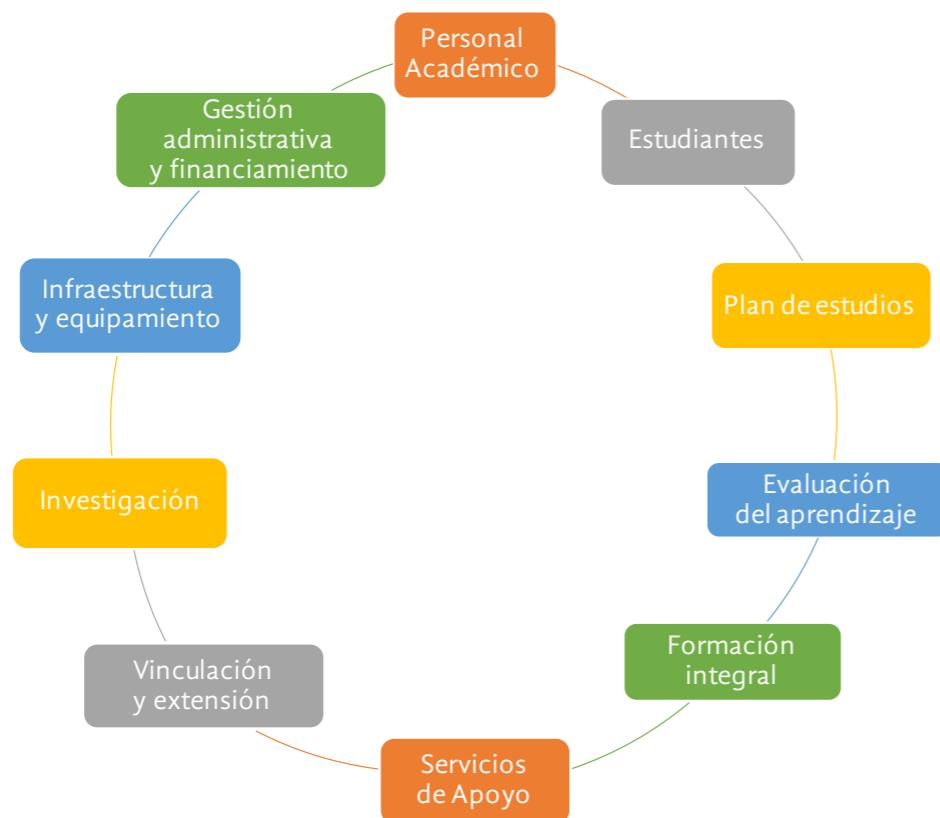 Personal
Académico
Estudiantes
Plan de estudios
Evaluación
del aprendizaje
Formación
integral
Servicios
de Apoyo
Vinculación
y extensión
Investigación
Infraestructura
y equipamiento
Gestión
administrativa
y financiamiento